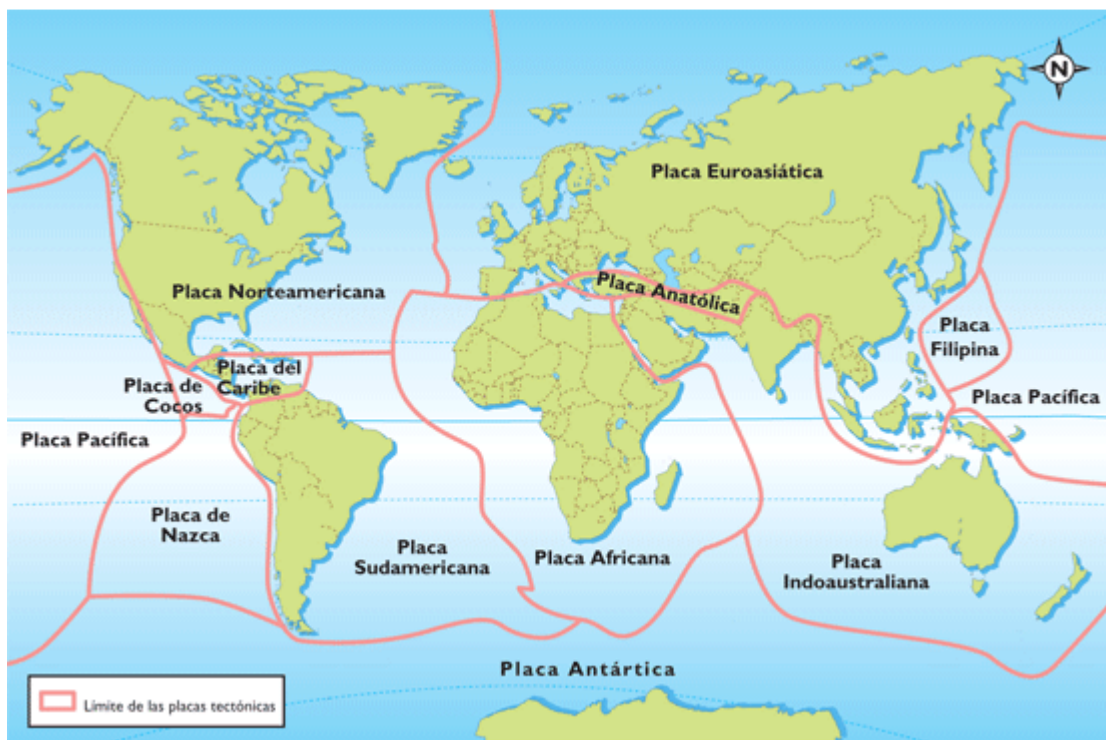 N
Placa Euroasiática
Placa Norteamericana
Placa Anatólica
Placa
Filipina
Placa del
Caribe
Placa de
Cocos
Placa Pacífica
Placa Pacífica
Placa de
Nazca
Placa
Sudamericana
Placa Africana
Placa
Indoaustraliana
Placa Antártica
Límite de las placas tectónicas